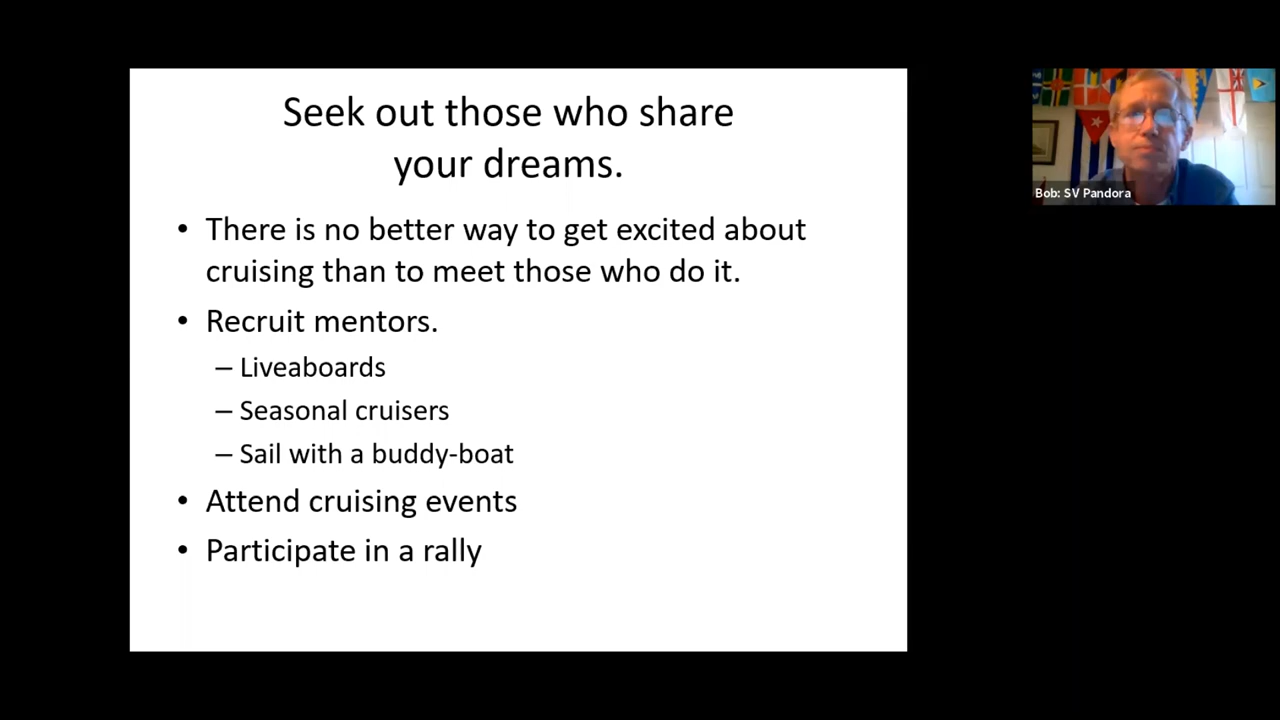 Seek out those who share
your dreams.
• There is no better way to get excited about
cruising than to meet those who do it.
• Recruit mentors.
– Liveaboards
– Seasonal cruisers
– Sail with a buddy-boat
• Attend cruising events
• Participate in a rally
Bob: SV Pandora